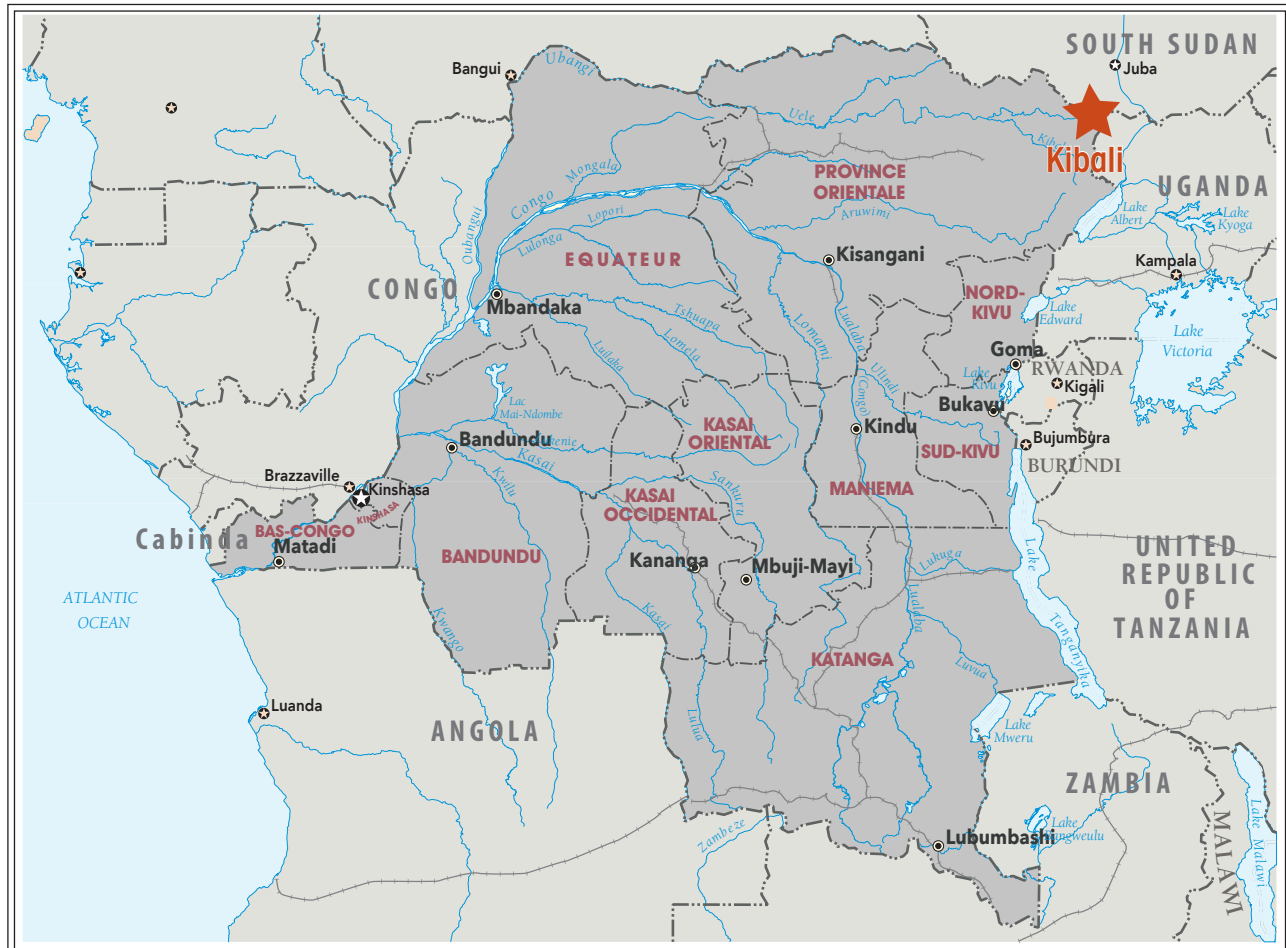 SOUTH SUDAN
Juba
Bangui
Ubangi
Uele
Kibali
Mongala
Congo
PROVINCE
ORIENTALE
UGANDA
Lake
Albert
Lake
Kyoga
Oubangui
Lopori
Aruwimi
Lulonga
EQUATEUR
Kisangani
Kampala
CONGO
Mbandaka
NORD-
KIVU
Lake
Edward
Lake
Victoria
Tshuapa
Lomela
Lomami
Lualaba
Luilaka
(Congo)
Ulindi
Goma
RWANDA
Kigali
Lake
Kivu
Bukavu
Lac
Mai-Ndombe
KASAI
ORIENTAL
Kindu
SUD-KIVU
Bujumbura
BURUNDI
Bandundu
Kasai
Brazzaville
Kinshasa
KINSHASA
Kwilu
Sankuru
KASAI
OCCIDENTAL
MANIEMA
Cabinda
BAS-CONGO
Matadi
BANDUNDU
Kananga
Mbuji-Mayi
Lukuga
Lake
Tanganyika
UNITED
REPUBLIC
OF
TANZANIA
ATLANTIC
OCEAN
Kwango
Kasai
Lualaba
KATANGA
Luvua
Luanda
ANGOLA
Lulua
Lake
Mweru
ZAMBIA
Zambeze
Lubumbashi
Lake
MALAWI
Lake Malawi